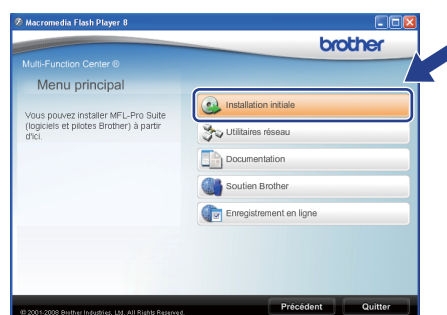 Macromedia Flash Player 8
brother
Multi-Function Center ®
Menu principal
Vous pouvez installer MFL-Pro Suite
(logiciels et pilotes Brother) à partir
d'ici.
Installation initiale
Utilitaires réseau
Documentation
Soutien Brother
Enregistrement en ligne
© 2001-2008 Brother Industries, Ltd. All Rights Reserved.
Précédent
Quitter